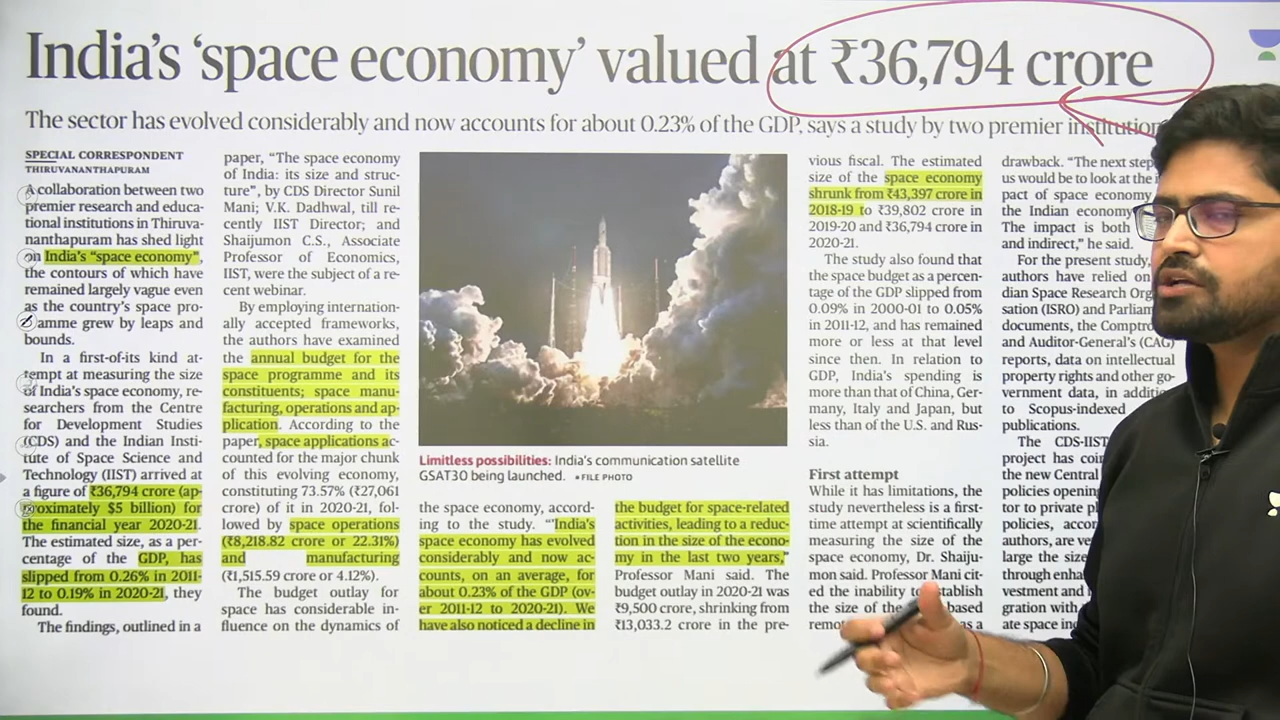 India's 'space economy' valued at ₹36,794 crore
The sector has evolved considerably and now accounts for about 0.23% of the GDP, says a study by two premier
SPECIAL CORRESPONDENT
THIRUVANANTHAPURAM
A collaboration between two
premier research and educa-
tional institutions in Thiruva-
nanthapuram has shed light
on India's "space economy",
the contours of which have
remained largely vague even
as the country's space pro-
amme grew by leaps and
bounds.
In a first-of-its kind at-
tempt at measuring the size
of India's space economy, re-
searchers from the Centre
for Development Studies
(CDS) and the Indian Insti-
tute of Space Science and
Technology (IIST) arrived at
a figure of ₹36,794 crore (ap-
proximately $5 billion) for
the financial year 2020-21.
The estimated size, as a per-
centage of the GDP, has
slipped from 0.26% in 2011-
12 to 0.19% in 2020-21, they
found.
The findings, outlined in a
paper, "The space economy
of India: its size and struc-
ture", by CDS Director Sunil
Mani; V.K. Dadhwal, till re-
cently IIST Director; and
Shaijumon C.S., Associate
Professor of Economics,
IIST, were the subject of a re-
cent webinar.
By employing internation-
ally accepted frameworks,
the authors have examined
the annual budget for the
space programme and its
constituents; space manu-
facturing, operations and ap-
plication. According to the
paper, space applications ac-
counted for the major chunk
of this evolving economy,
constituting 73.57% (₹27,061
crore) of it in 2020-21, fol-
lowed by space operations
(₹8,218.82 crore or 22.31%)
and manufacturing
(₹1,515.59 crore or 4.12%).
The budget outlay for
space has considerable in-
fluence on the dynamics of
Limitless possibilities: India's communication satellite
GSAT30 being launched. •FILE PHOTO
the space economy, accord-
ing to the study. "'India's
space economy has evolved
considerably and now ac-
counts, on an average, for
about 0.23% of the GDP (ov-
er 2011-12 to 2020-21). We
have also noticed a decline in
the budget for space-related
activities, leading to a reduc-
tion in the size of the econo-
my in the last two years,"
Professor Mani said. The
budget outlay in 2020-21 was
₹9,500 crore, shrinking from
₹13,033.2 crore in the pre-
vious fiscal. The estimated
size of the space economy
shrunk from ₹43,397 crore in
2018-19 to ₹39,802 crore in
2019-20 and ₹36,794 crore in
2020-21.
The study also found that
the space budget as a percen-
tage of the GDP slipped from
0.09% in 2000-01 to 0.05%
in 2011-12, and has remained
more or less at that level
since then. In relation to
GDP, India's spending is
more than that of China, Ger-
many, Italy and Japan, but
less than of the U.S. and Rus-
sia.
First attempt
While it has limitations, the
study nevertheless is a first-
time attempt at scientifically
measuring the size of the
space economy, Dr. Shaiju-
mon said. Professor Mani cit-
ed the inability to establish
the size of the based
as a
drawback. "The next step
us would be to look at the
pact of space economy
the Indian economy
The impact is both
and indirect," he said.
For the present study,
authors have relied on
dian Space Research Org
sation (ISRO) and Parliam
documents, the Comptro
and Auditor-General's (CAG)
reports, data on intellectual
property rights and other go-
vernment data, in additio
to Scopus-indexed
publications.
The CDS-IIST
project has coin
the new Central
policies opening
tor to private pl
policies, accor
authors, are ve
large the size
through enha
vestment and
gration with
ate space in